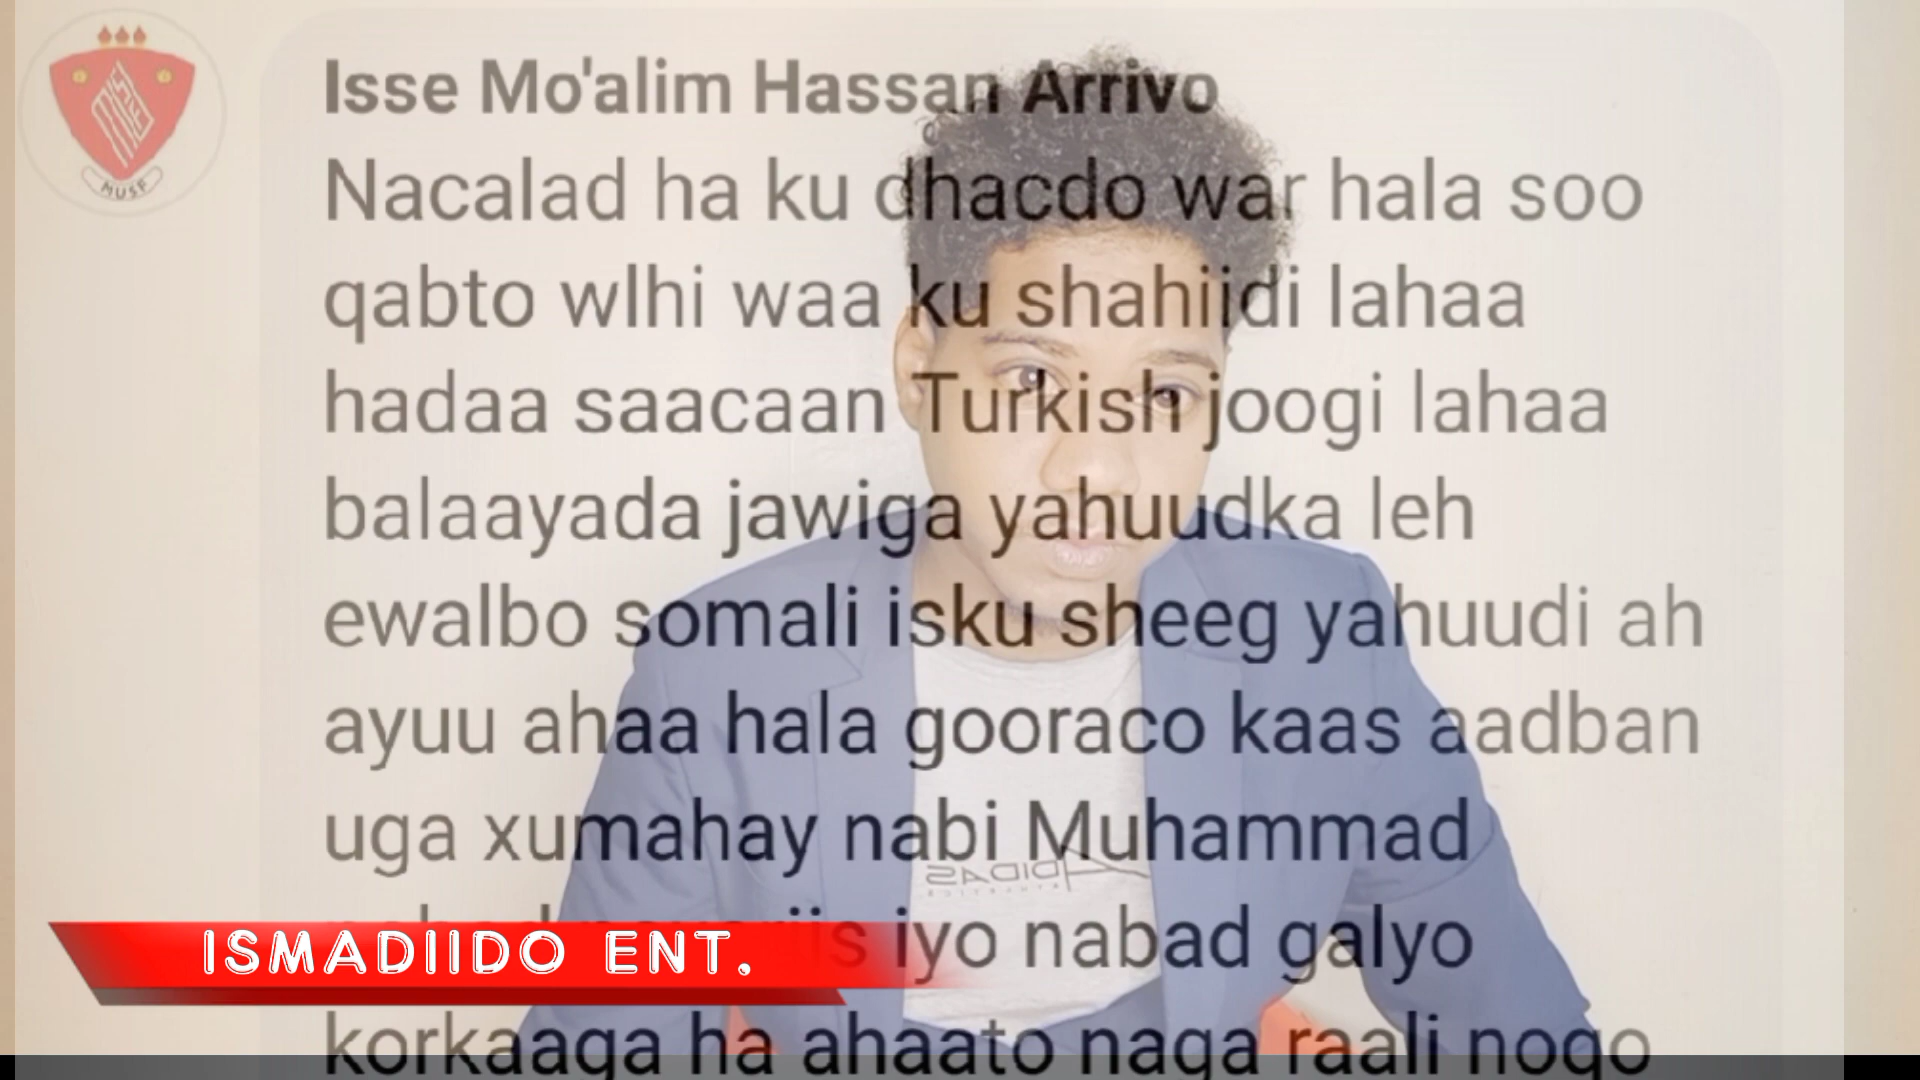 MUSF
Isse Mo'alim Hassan Arrivo
Nacalad ha ku dhacdo war hala soo
qabto wlhi waa ku shahiidi lahaa
hadaa saacaan Turkish joogi lahaa
balaayada jawiga yahuudka leh
ewalbo somali isku sheeg yahuudi ah
ayuu ahaa hala gooraco kaas aadban
uga xumahay nabi Muhammad
ADIDAS
iyo nabad galyo
ISMADIIDO ENT.
korkaaga ha ahaato naga raali noqo